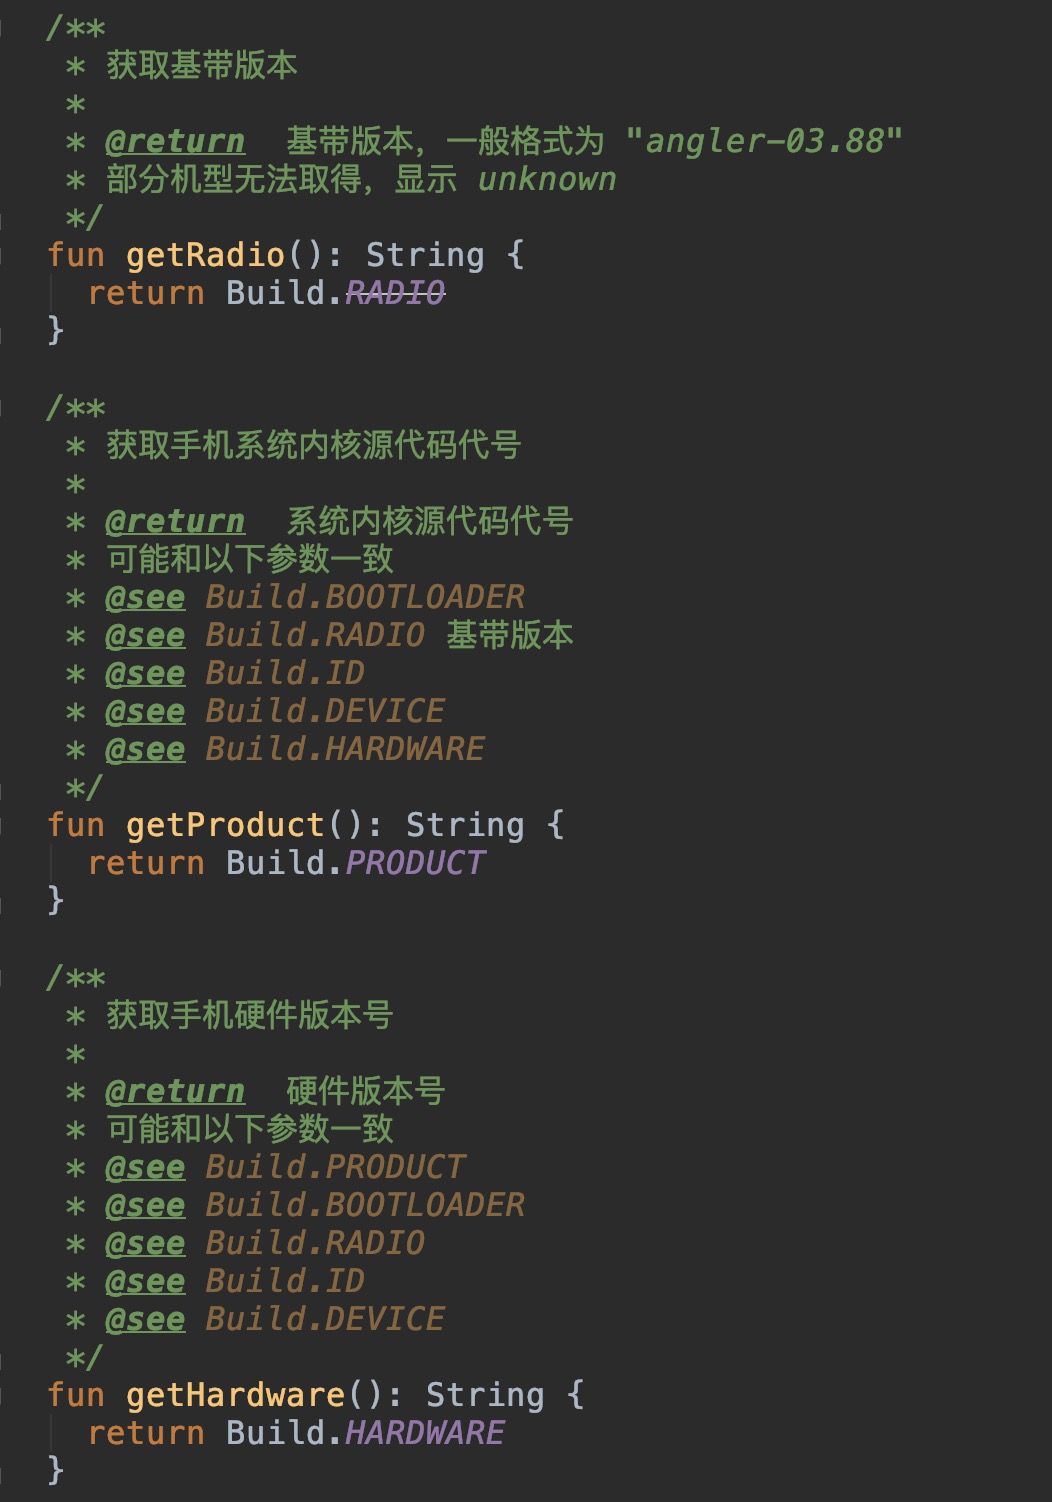 /**
 * 获取基带版本
 *
 * @return  基带版本，一般格式为 "angler-03.88"
 * 部分机型无法取得，显示 unknown
 */
fun getRadio(): String {
  return Build.RADIO
}

/**
 * 获取手机系统内核源代码代号
 *
 * @return  系统内核源代码代号
 * 可能和以下参数一致
 * @see Build.BOOTLOADER
 * @see Build.RADIO 基带版本
 * @see Build.ID
 * @see Build.DEVICE
 * @see Build.HARDWARE
 */
fun getProduct(): String {
  return Build.PRODUCT
}

/**
 * 获取手机硬件版本号
 *
 * @return  硬件版本号
 * 可能和以下参数一致
 * @see Build.PRODUCT
 * @see Build.BOOTLOADER
 * @see Build.RADIO
 * @see Build.ID
 * @see Build.DEVICE
 */
fun getHardware(): String {
  return Build.HARDWARE
}